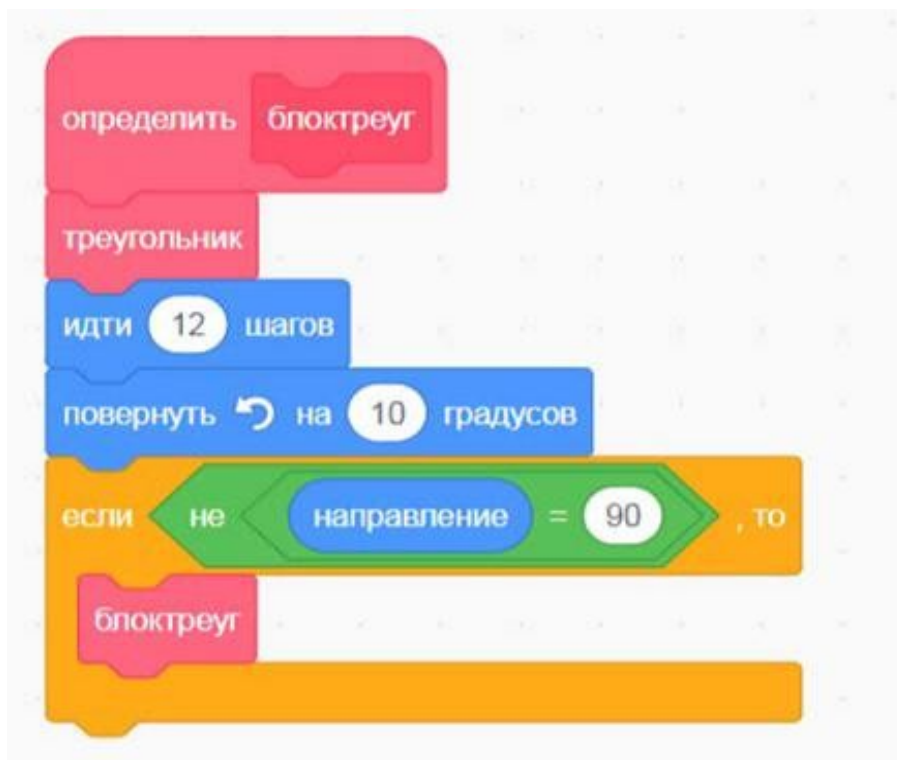 определить блоктреуг
треугольник
идти 12 шагов
повернуть на 10 градусов
если не направление = 90 , то
блоктреуг